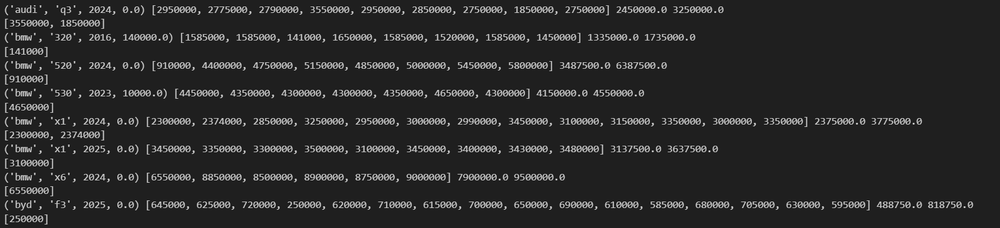 ('audi', 'q3', 2024, 0.0) [2950000, 2775000, 2790000, 3550000, 2950000, 2850000, 2750000, 1850000, 2750000] 2450000.0 3250000.0
[3550000, 1850000]
('bmw', '320', 2016, 140000.0) [1585000, 1585000, 141000, 1650000, 1585000, 1520000, 1585000, 1450000] 1335000.0 1735000.0
[141000]
('bmw', '520', 2024, 0.0) [910000, 4400000, 4750000, 5150000, 4850000, 5000000, 5450000, 5800000] 3487500.0 6387500.0
[910000]
('bmw', '530', 2023, 10000.0) [4450000, 4350000, 4300000, 4300000, 4350000, 4650000, 4300000] 4150000.0 4550000.0
[4650000]
('bmw', 'x1', 2024, 0.0) [2300000, 2374000, 2850000, 3250000, 2950000, 3000000, 2990000, 3450000, 3100000, 3150000, 3350000, 3000000, 3350000] 2375000.0 3775000.0
[2300000, 2374000]
('bmw', 'x1', 2025, 0.0) [3450000, 3350000, 3300000, 3500000, 3100000, 3450000, 3400000, 3430000, 3480000] 3137500.0 3637500.0
[3100000]
('bmw', 'x6', 2024, 0.0) [6550000, 8850000, 8500000, 8900000, 8750000, 9000000] 7900000.0 9500000.0
[6550000]
('byd', 'f3', 2025, 0.0) [645000, 625000, 720000, 250000, 620000, 710000, 615000, 700000, 650000, 690000, 610000, 585000, 680000, 705000, 630000, 595000] 488750.0 818750.0
[250000]